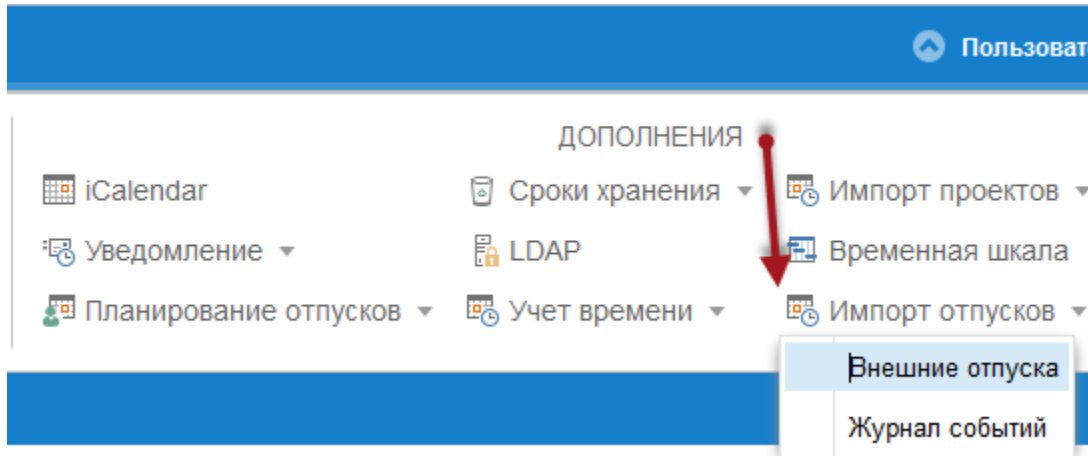 Пользоват
ДОПОЛНЕНИЯ
iCalendar Сроки хранения Импорт проектов
Уведомление LDAP Временная шкала
Планирование отпусков Учет времени Импорт отпусков
Внешние отпуска
Журнал событий